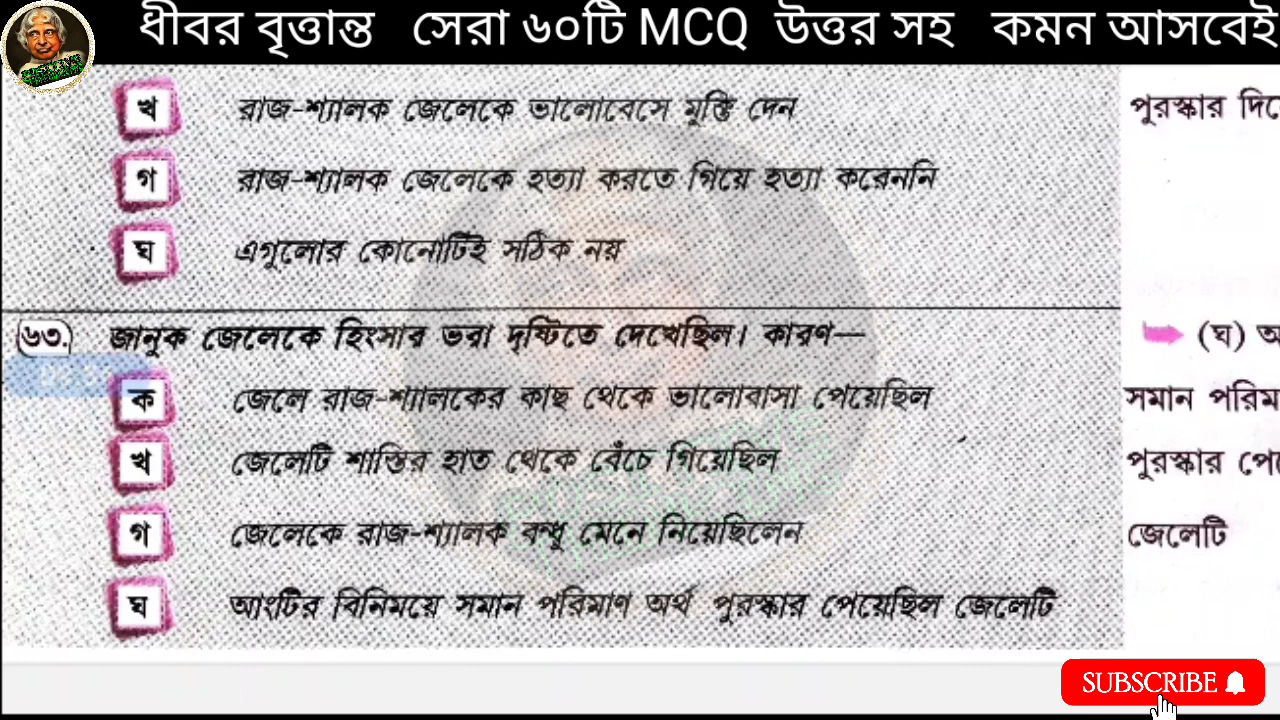 ধীবর বৃত্তান্ত সেরা ৬০টি MCQ উত্তর সহ কমন আসবেই
খ রাজ-শ্যালক জেলেকে ভালোবেসে মুক্তি দেন
পুরস্কার দিয়ে
গ রাজ-শ্যালক জেলেকে হত্যা করতে গিয়ে হত্যা করেননি
ঘ এগুলোর কোনোটিই সঠিক নয়
৬৩. জানুক জেলেকে হিংসার ভরা দৃষ্টিতে দেখেছিল। কারণ—
(ঘ)
ক জেলে রাজ-শ্যালকের কাছ থেকে ভালোবাসা পেয়েছিল
সমান
খ জেলেটি শাস্তির হাত থেকে বেঁচে গিয়েছিল
পুরস্কার
গ জেলেকে রাজ-শ্যালক বন্ধু মেনে নিয়েছিলেন
জেলেটি
ঘ আংটির বিনিময়ে সমান পরিমাণ অর্থ পুরস্কার পেয়েছিল জেলেটি
SUBSCRIBE